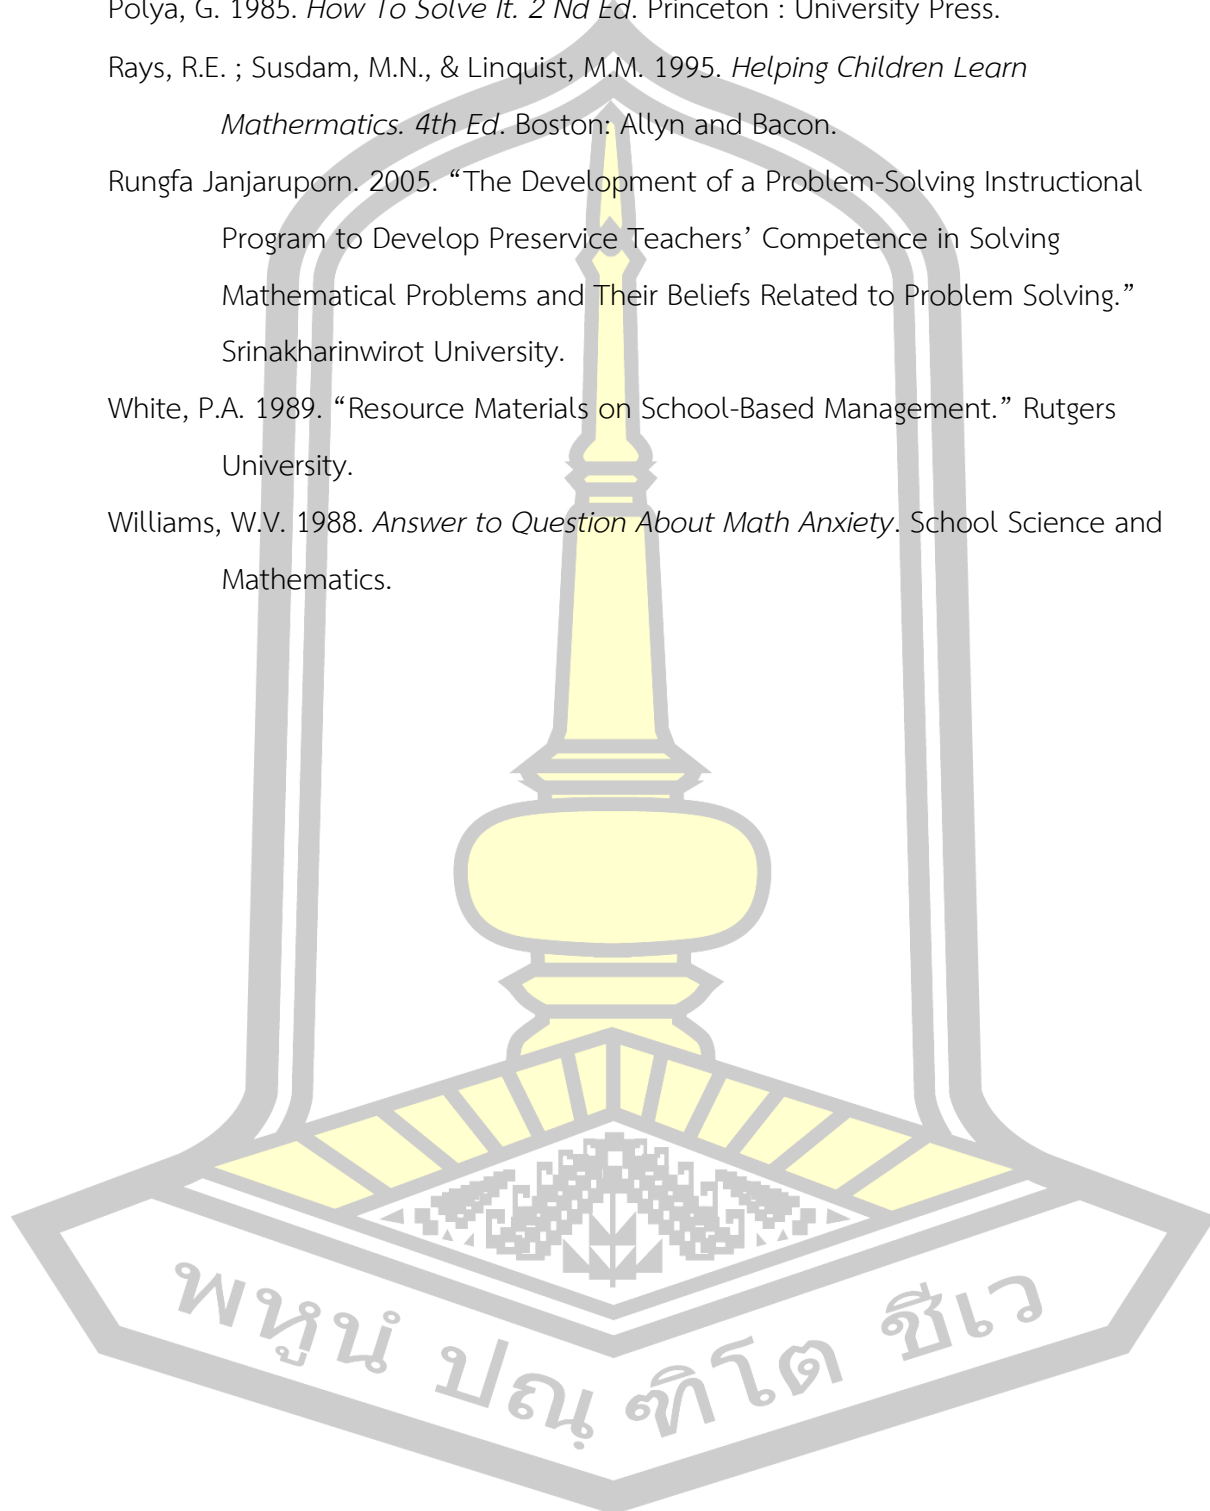 Polya, G. 1985. How To Solve It. 2 Nd Ed. Princeton : University Press.
Rays, R.E. ; Susdam, M.N., & Linquist, M.M. 1995. Helping Children Learn
Mathermatics. 4th Ed. Boston: Allyn and Bacon.
Rungfa Janjaruporn. 2005. “The Development of a Problem-Solving Instructional
Program to Develop Preservice Teachers’ Competence in Solving
Mathematical Problems and Their Beliefs Related to Problem Solving.”
Srinakharinwirot University.
White, P.A. 1989. “Resource Materials on School-Based Management.” Rutgers
University.
Williams, W.V. 1988. Answer to Question About Math Anxiety. School Science and
Mathematics.
พหูนํ ปณฺ ฑิโต ชีเว